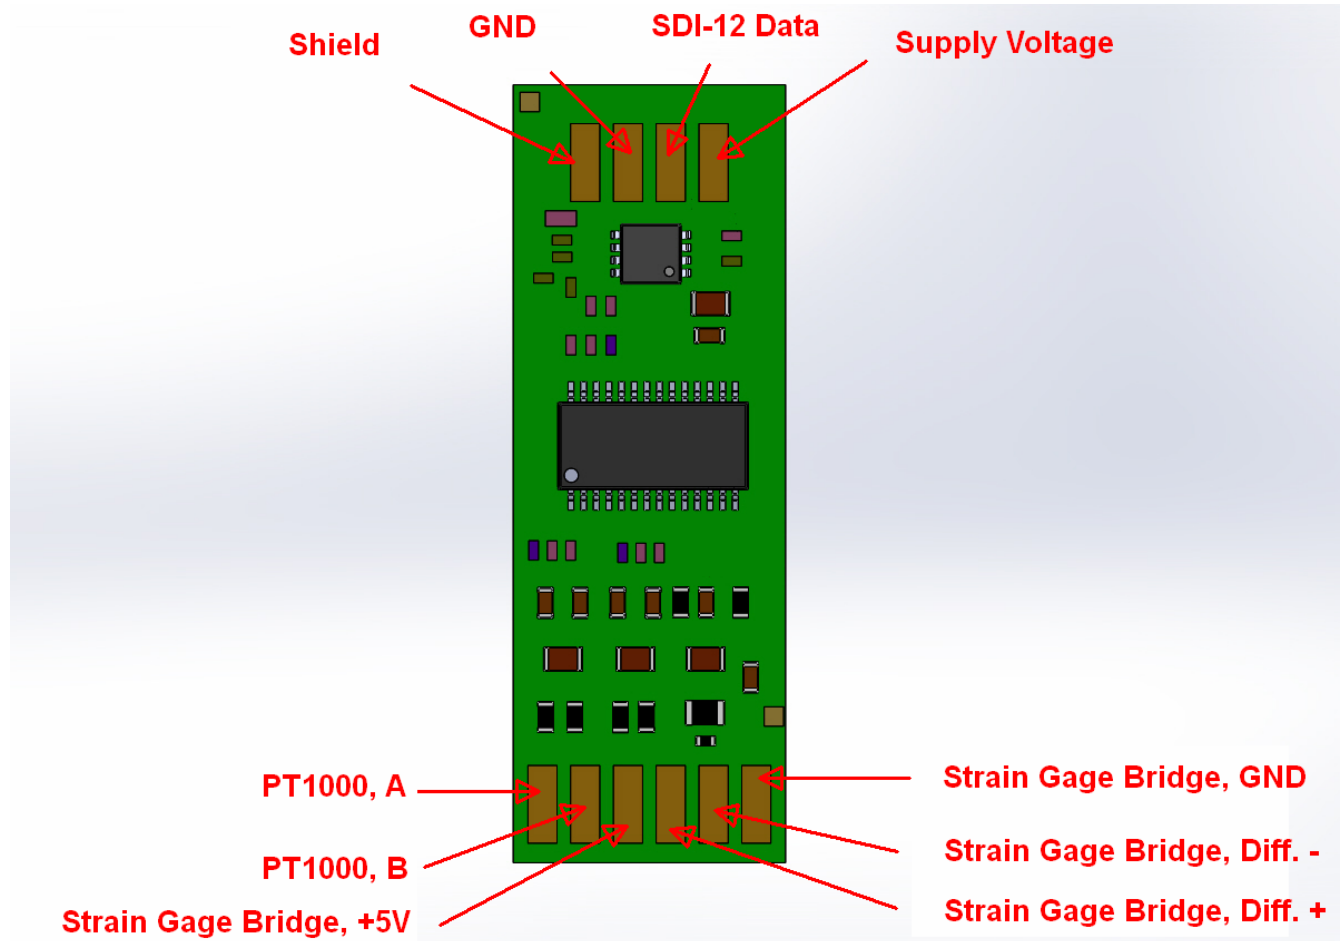 Shield
GND
SDI-12 Data
Supply Voltage
PT1000, A
PT1000, B
Strain Gage Bridge, +5V
Strain Gage Bridge, GND
Strain Gage Bridge, Diff. -
Strain Gage Bridge, Diff. +